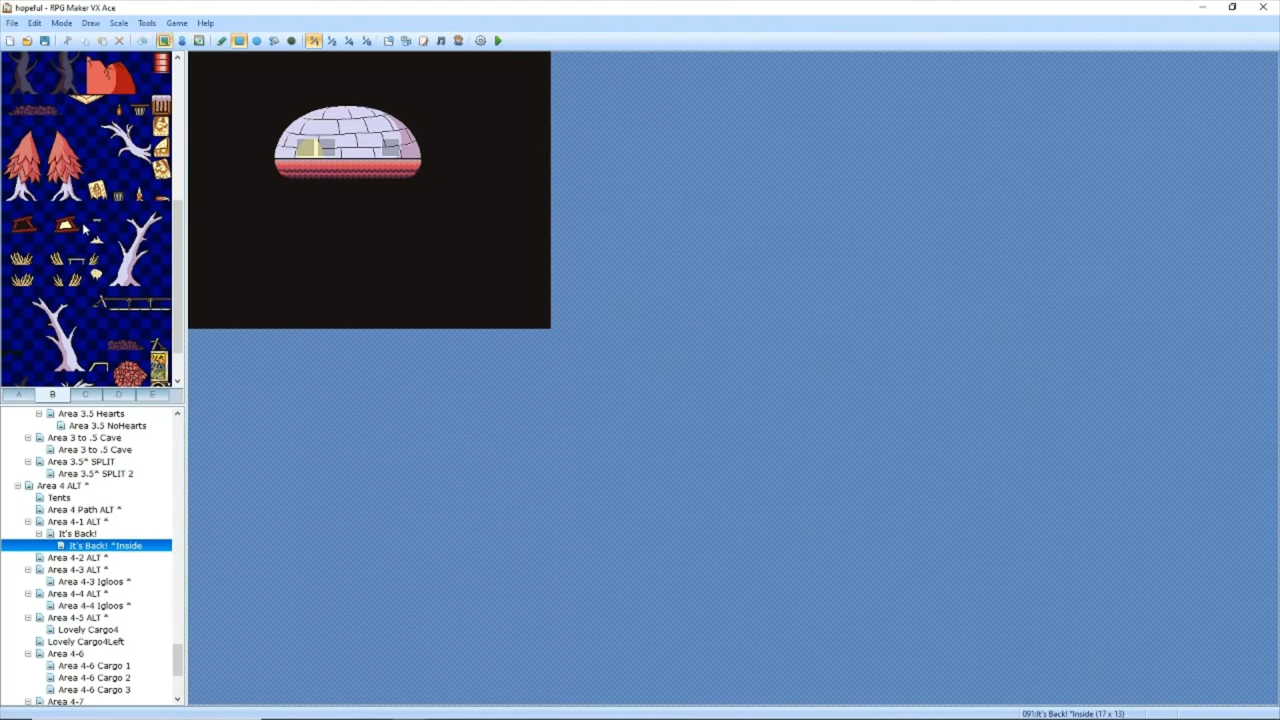 hopeful - RPG Maker VX Ace
File Edit Mode Draw Scale Tools Game Help
A B C D E
Area 3.5 Hearts
Area 3.5 NoHearts
Area 3 to .5 Cave
Area 3 to .5 Cave
Area 3.5^ SPLIT
Area 3.5^ SPLIT 2
Area 4 ALT ^
Tents
Area 4 Path ALT ^
Area 4-1 ALT ^
It's Back!
It's Back! ^Inside
Area 4-2 ALT ^
Area 4-3 ALT ^
Area 4-3 Igloos ^
Area 4-4 ALT ^
Area 4-4 Igloos ^
Area 4-5 ALT ^
Lovely Cargo4
Lovely Cargo4Left
Area 4-6
Area 4-6 Cargo 1
Area 4-6 Cargo 2
Area 4-6 Cargo 3
Area 4-7
091:It's Back! ^Inside (17 x 13)